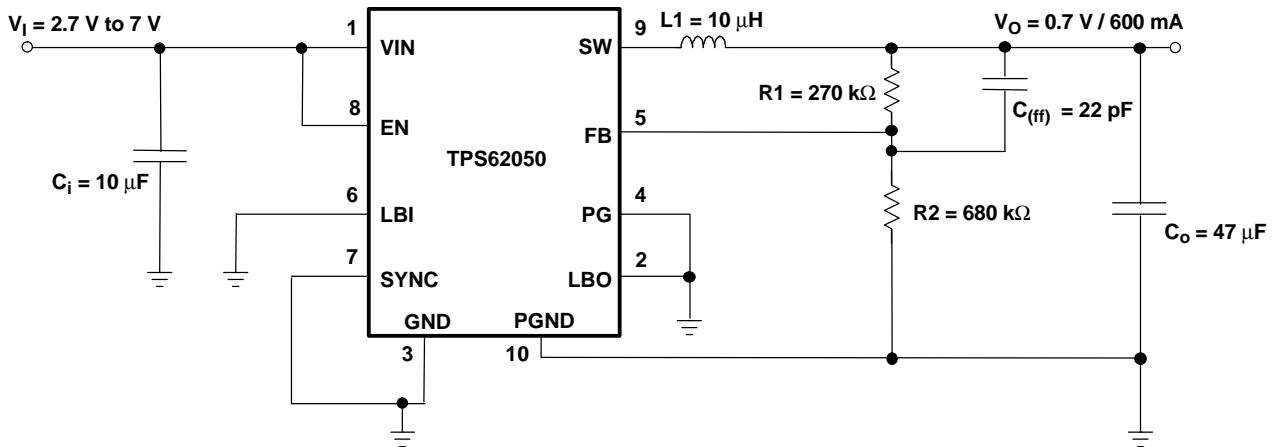 V_I = 2.7 V to 7 V
1
VIN
8
EN
C_i = 10 μF
6
LBI
7
SYNC
GND
3
PGND
10
TPS62050
9
SW
5
FB
4
PG
2
LBO
L1 = 10 μH
R1 = 270 kΩ
R2 = 680 kΩ
C_(ff) = 22 pF
V_O = 0.7 V / 600 mA
C_o = 47 μF